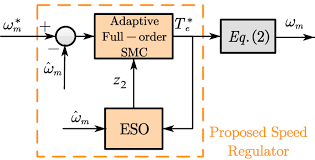 ω*ₘ
+
−
ω̂ₘ
Adaptive
Full−order
SMC
T*ₑ
Eq.(2)
ωₘ
z₂
ω̂ₘ
ESO
Proposed Speed
Regulator